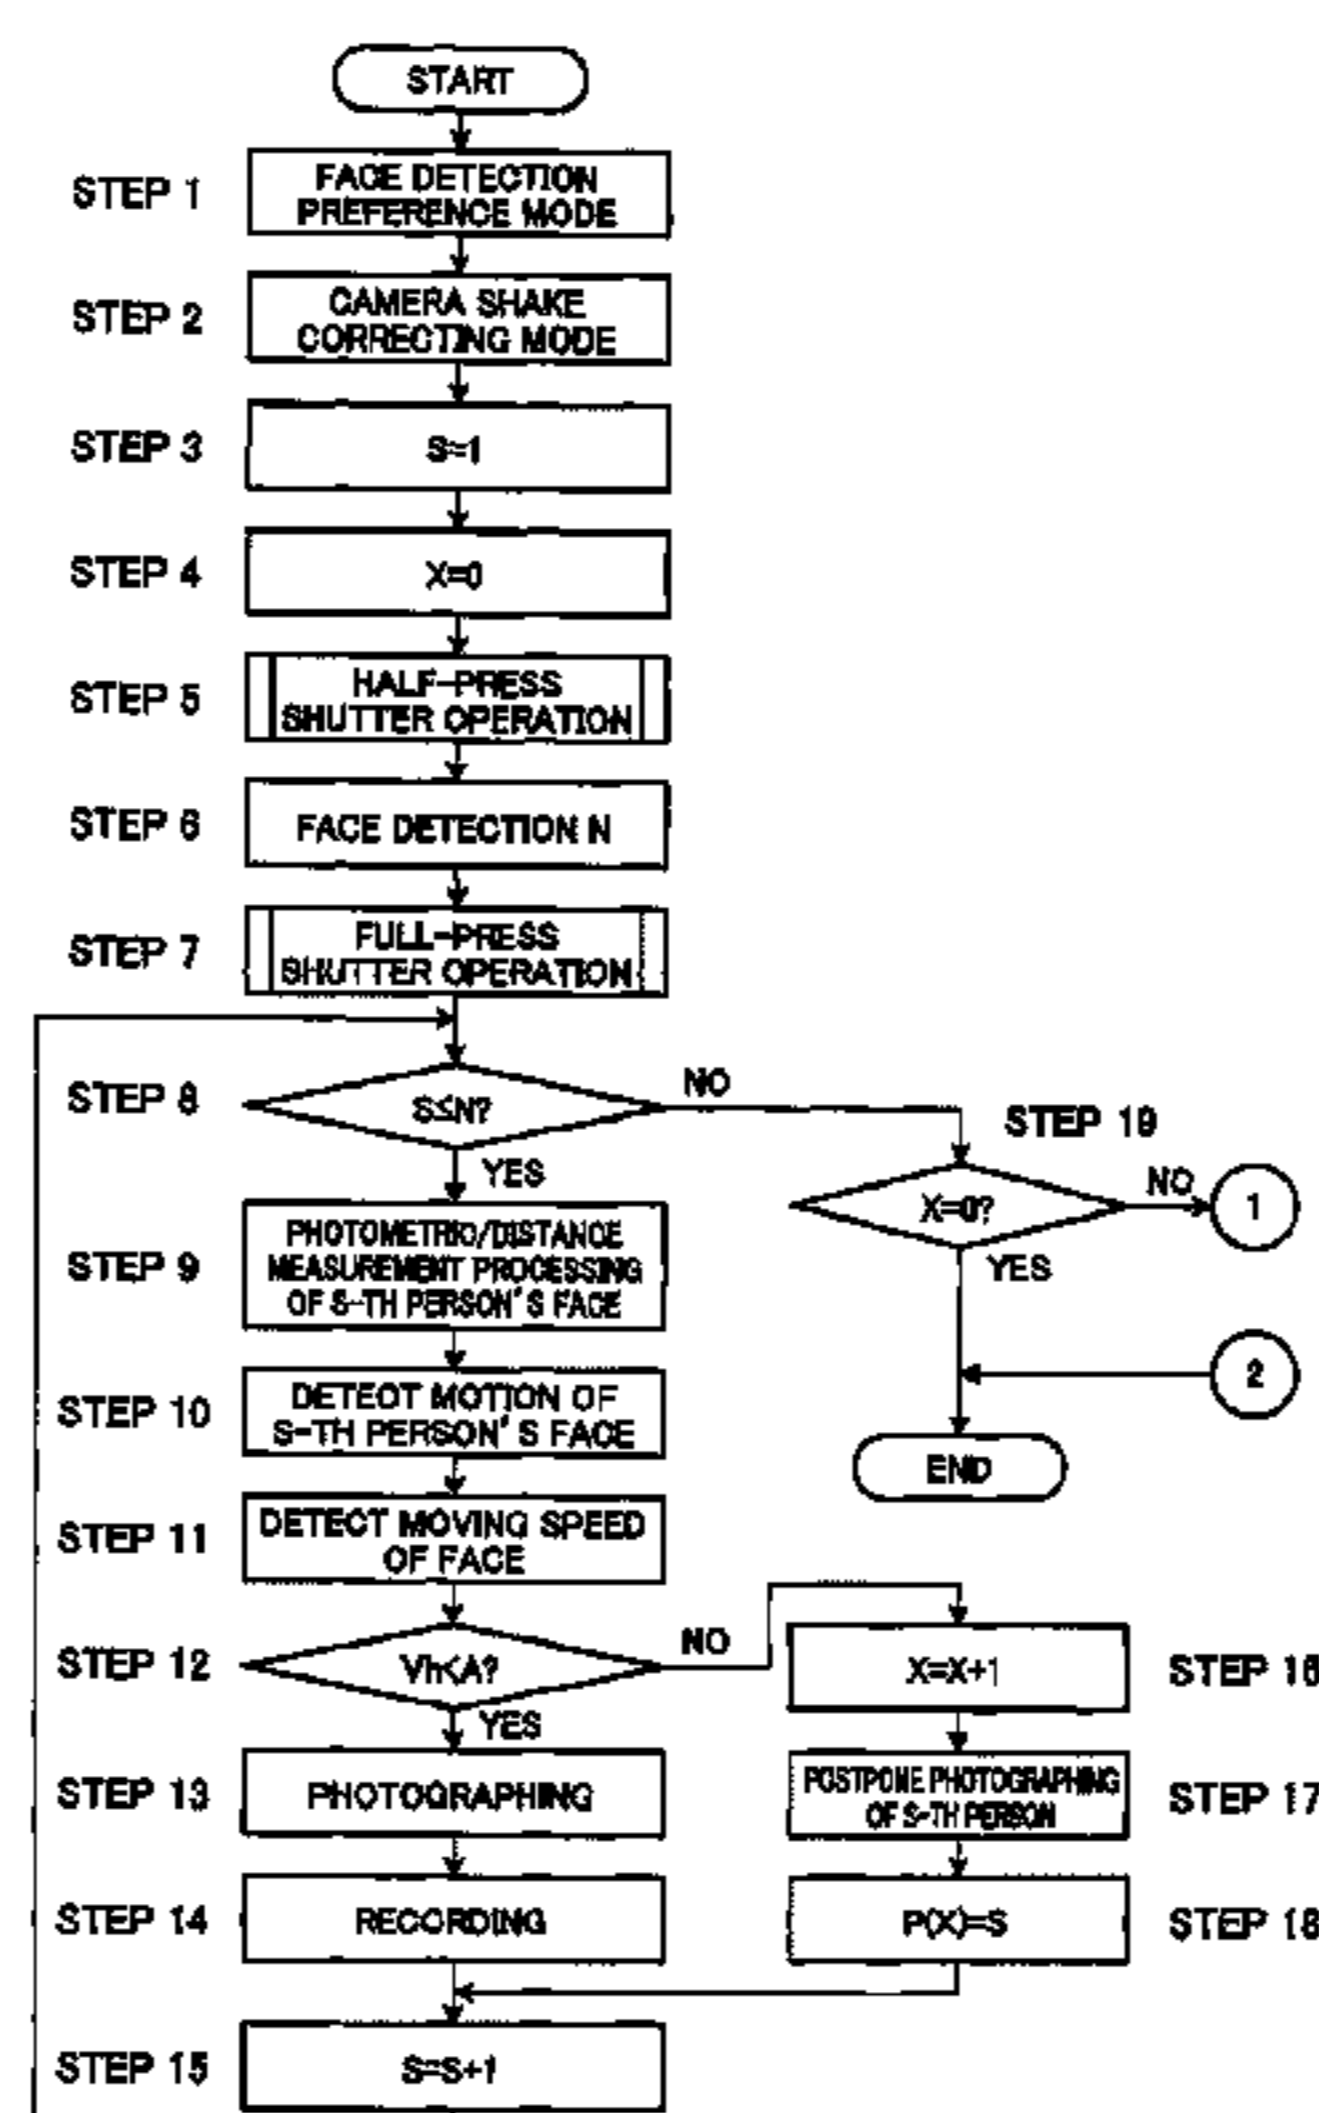 START
STEP 1
FACE DETECTION
PREFERENCE MODE
STEP 2
CAMERA SHAKE
CORRECTING MODE
STEP 3
S=1
STEP 4
X=0
STEP 5
HALF-PRESS
SHUTTER OPERATION
STEP 6
FACE DETECTION N
STEP 7
FULL-PRESS
SHUTTER OPERATION
STEP 8
S≤N?
NO
YES
STEP 19
X=0?
NO
1
YES
2
END
STEP 9
PHOTOMETRIC/DISTANCE
MEASUREMENT PROCESSING
OF S-TH PERSON'S FACE
STEP 10
DETECT MOTION OF
S-TH PERSON'S FACE
STEP 11
DETECT MOVING SPEED
OF FACE
STEP 12
Vh<A?
NO
YES
X=X+1
STEP 16
STEP 13
PHOTOGRAPHING
POSTPONE PHOTOGRAPHING
OF S-TH PERSON
STEP 17
STEP 14
RECORDING
P(X)=S
STEP 18
STEP 15
S=S+1